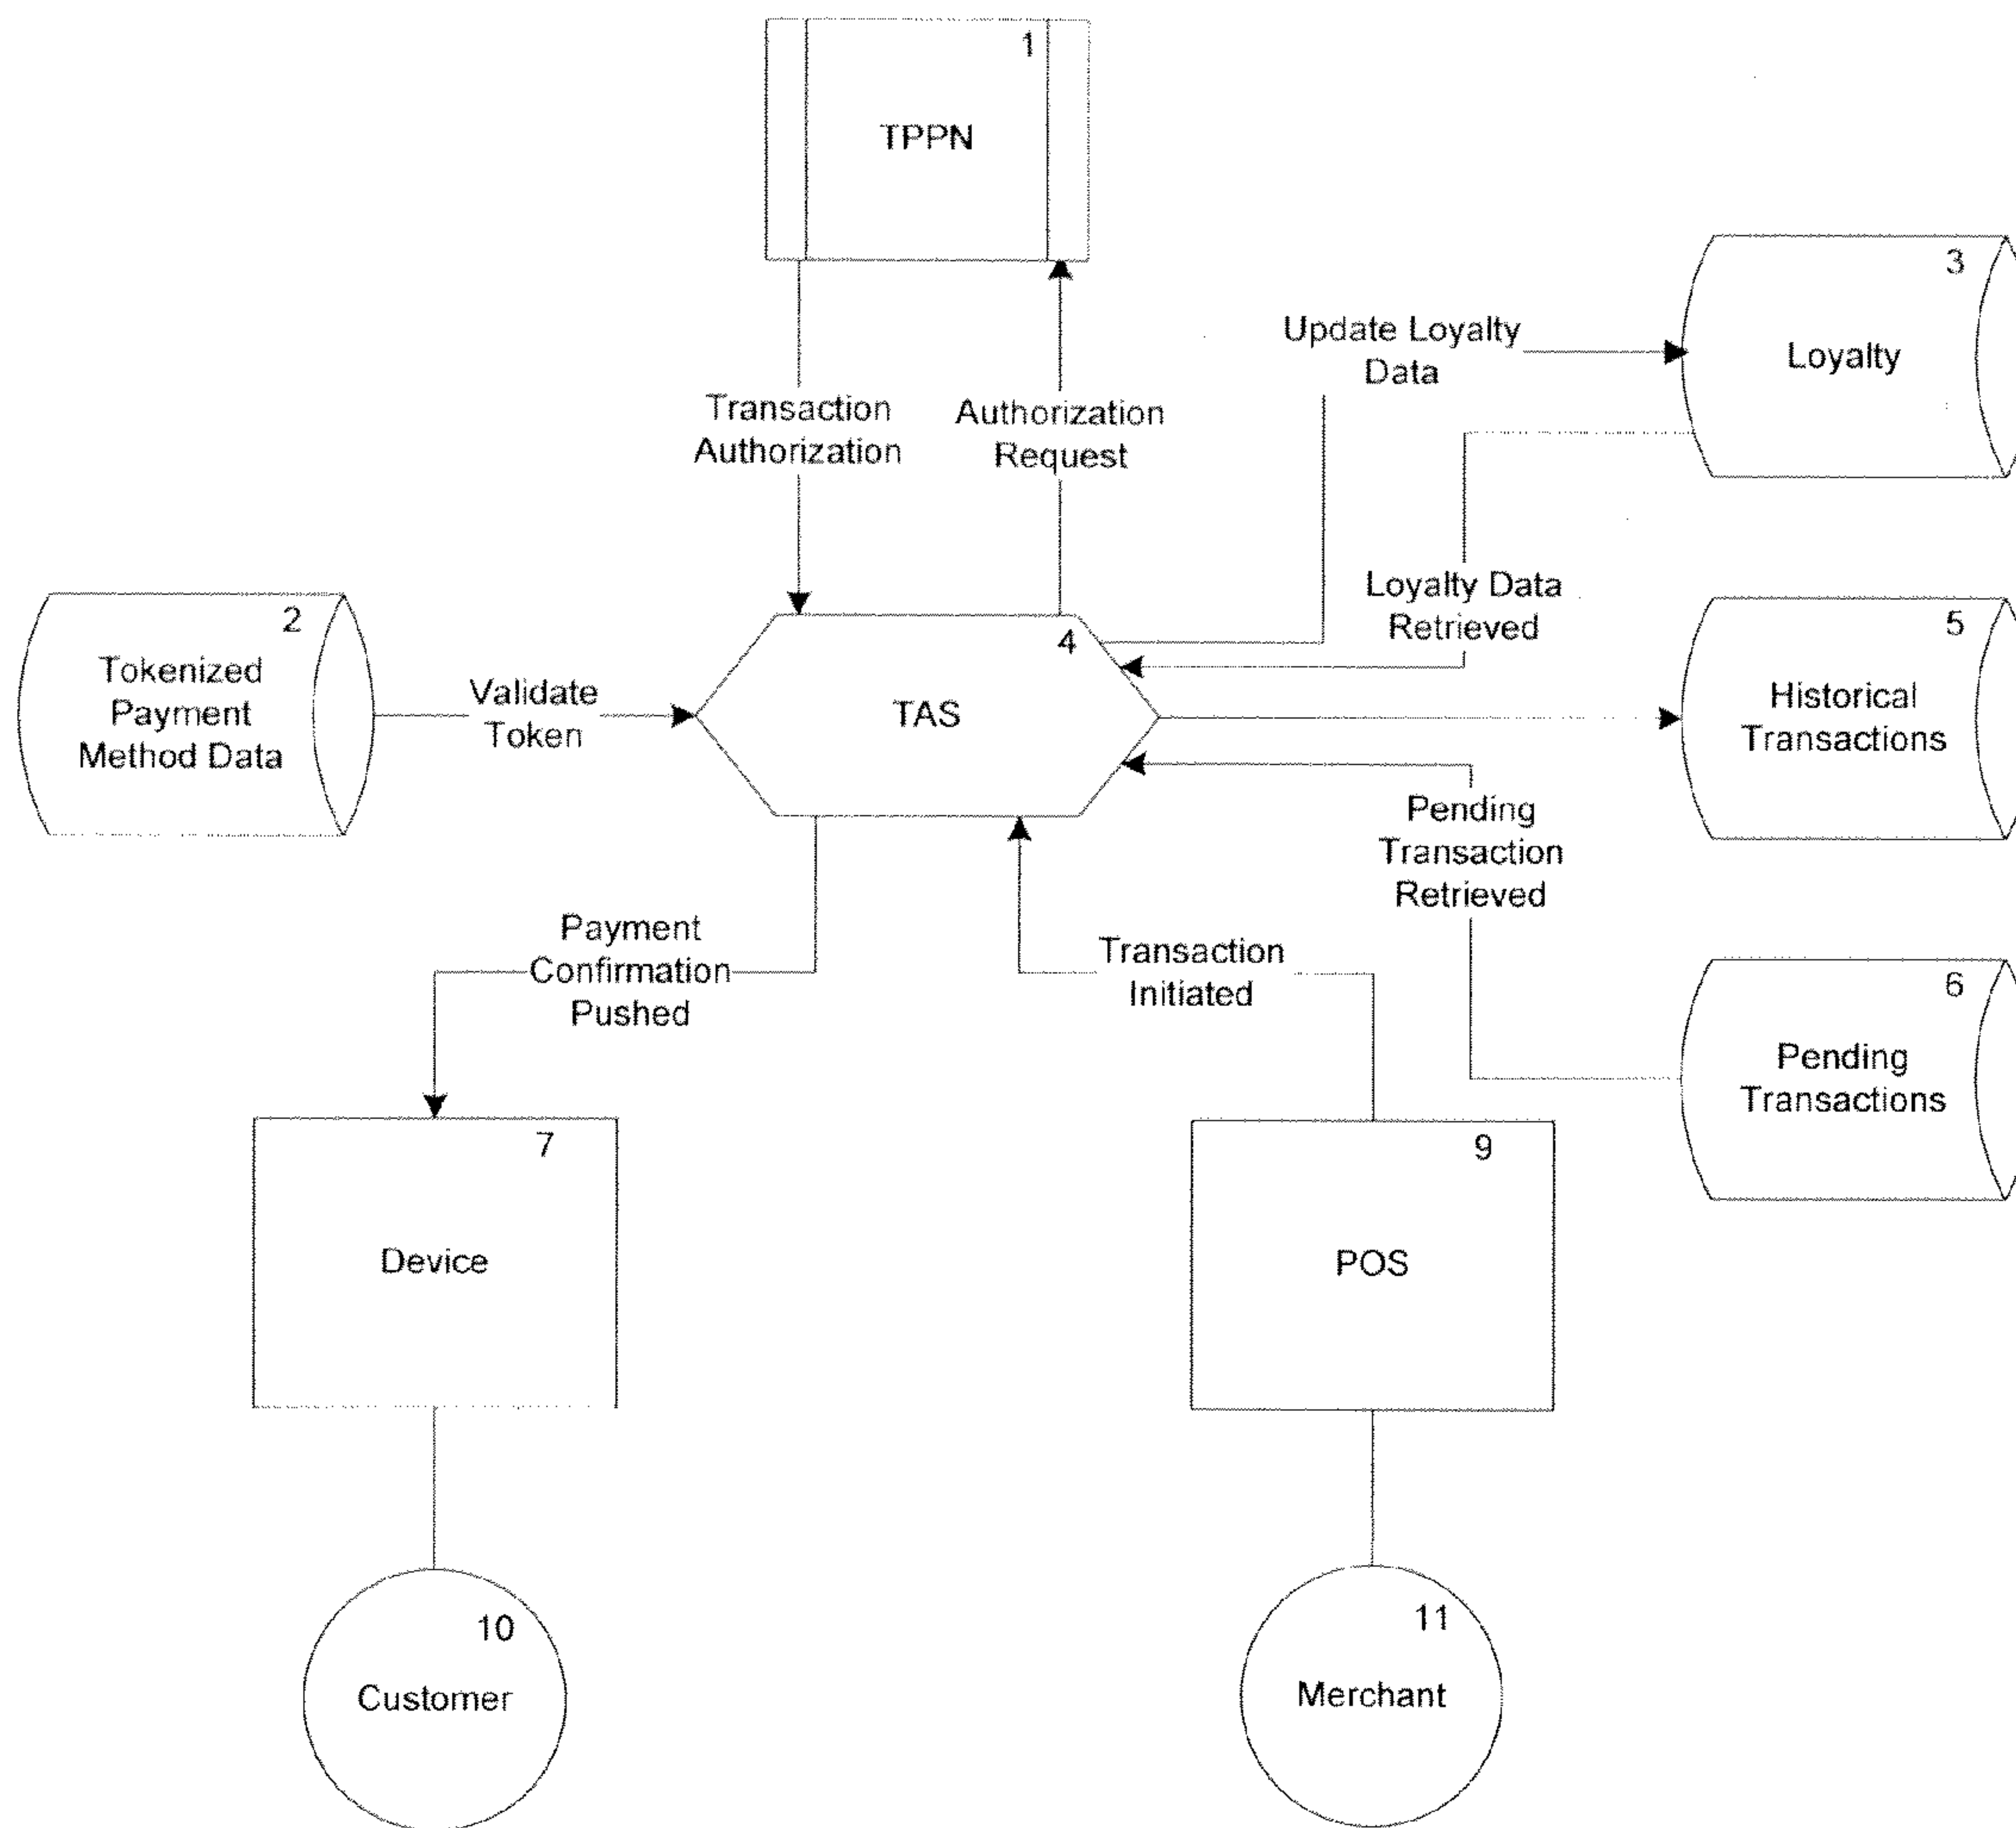 1
TPPN
3
Loyalty
Update Loyalty
Data
Transaction
Authorization
Authorization
Request
Loyalty Data
Retrieved
2
Tokenized
Payment
Method Data
Validate
Token
4
TAS
5
Historical
Transactions
Pending
Transaction
Retrieved
Payment
Confirmation
Pushed
Transaction
Initiated
6
Pending
Transactions
7
Device
9
POS
10
Customer
11
Merchant